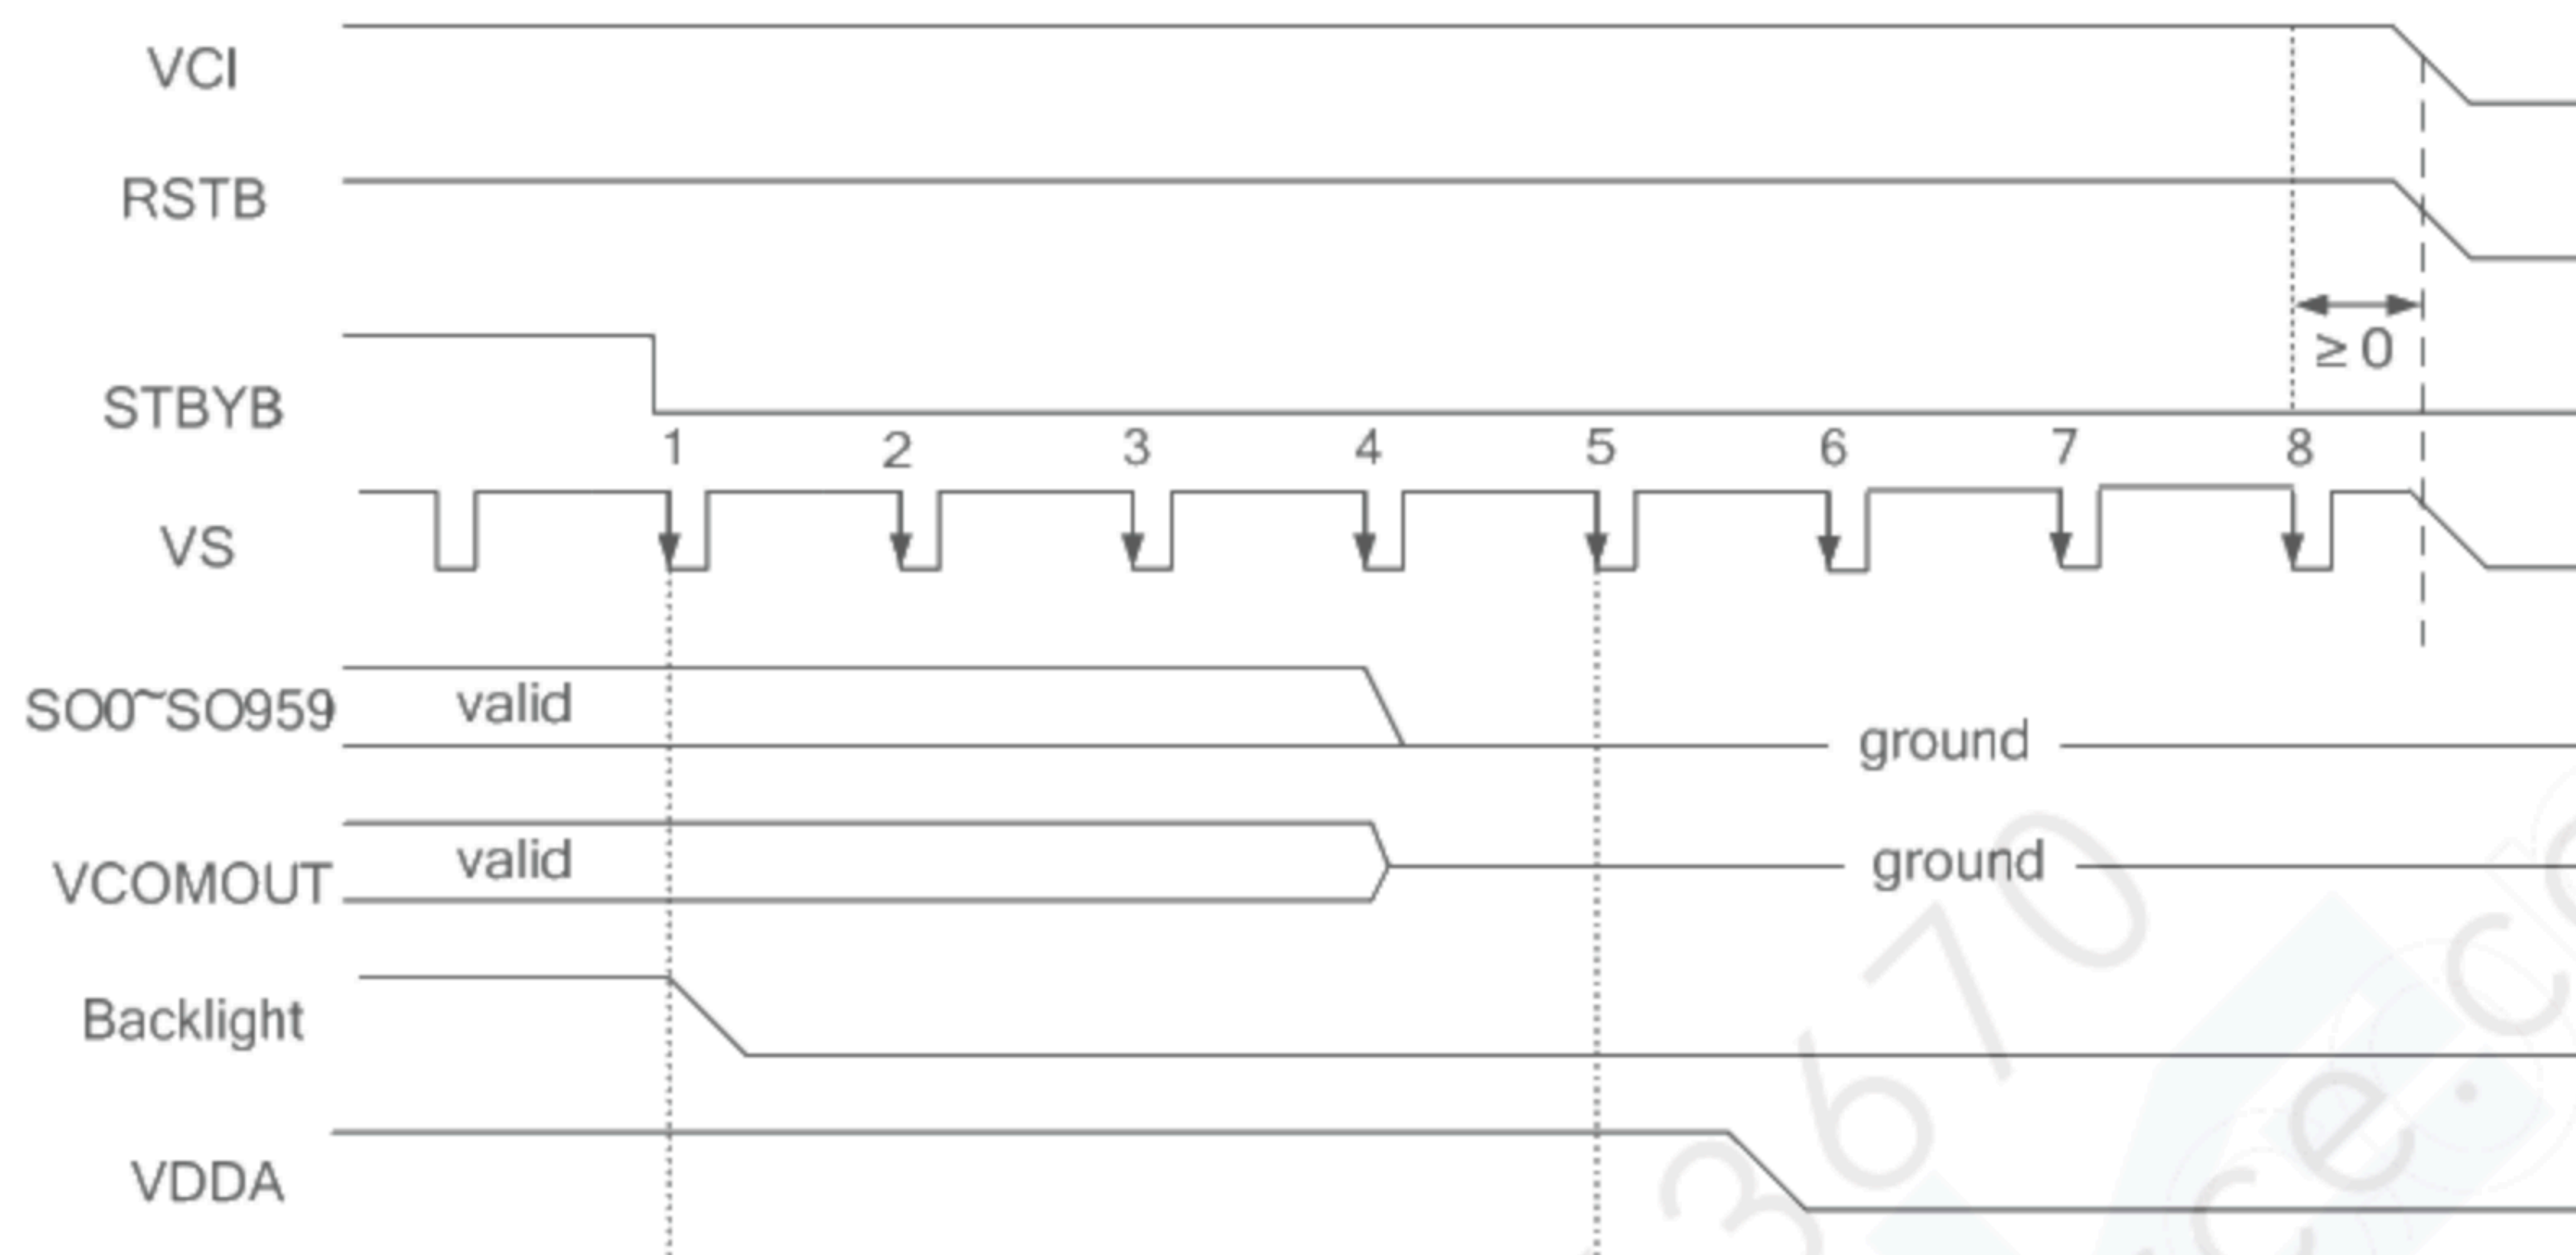 VCI
RSTB
≥ 0
STBYB
1 2 3 4 5 6 7 8
VS
SO0~SO959 valid ground
VCOMOUT valid ground
Backlight
VDDA
3670